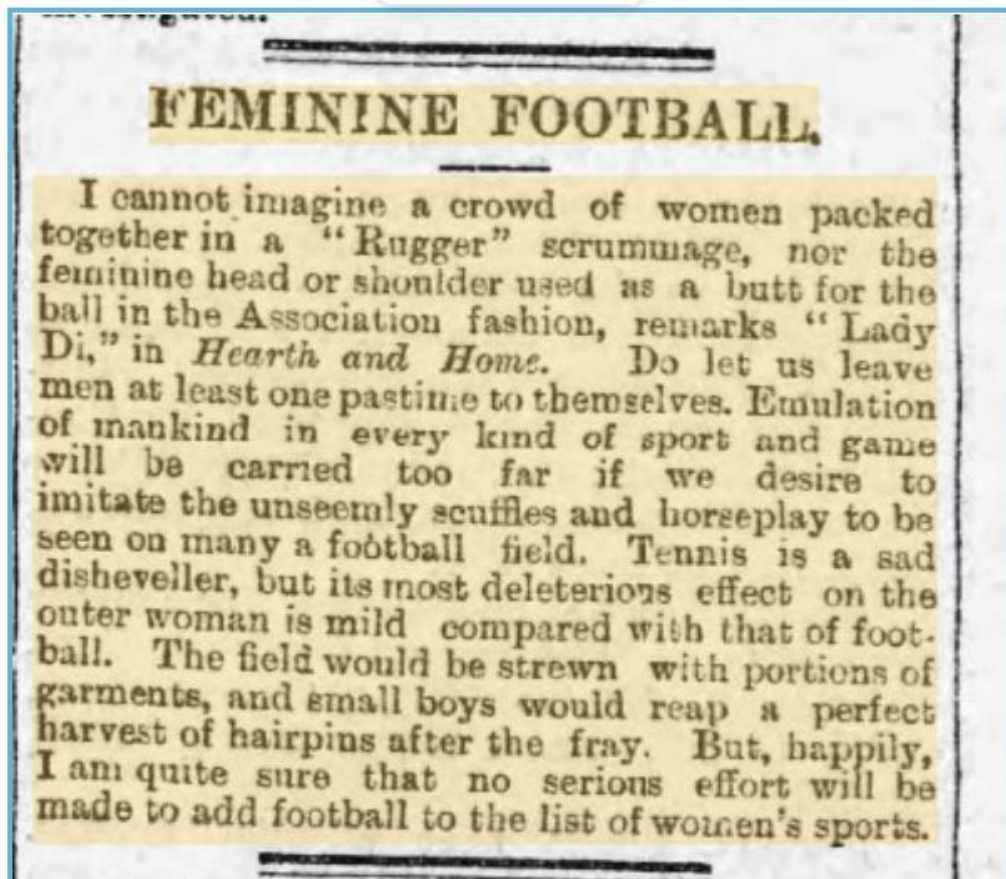 investigated.
FEMININE FOOTBALL.
I cannot imagine a crowd of women packed
together in a "Rugger" scrummage, nor the
feminine head or shoulder used as a butt for the
ball in the Association fashion, remarks "Lady
Di," in Hearth and Home. Do let us leave
men at least one pastime to themselves. Emulation
of mankind in every kind of sport and game
will be carried too far if we desire to
imitate the unseemly scuffles and horseplay to be
seen on many a football field. Tennis is a sad
disheveller, but its most deleterious effect on the
outer woman is mild compared with that of foot-
ball. The field would be strewn with portions of
garments, and small boys would reap a perfect
harvest of hairpins after the fray. But, happily,
I am quite sure that no serious effort will be
made to add football to the list of women's sports.